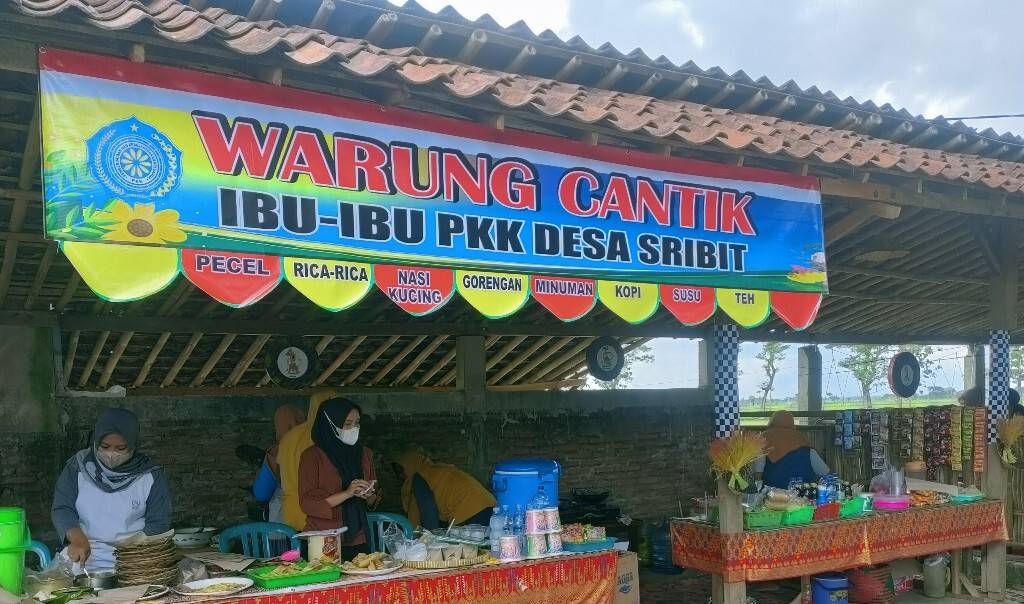 WARUNG CANTIK
IBU-IBU PKK DESA SRIBIT
PECEL
RICA-RICA
NASI
KUCING
GORENGAN
MINUMAN
KOPI
SUSU
TEH